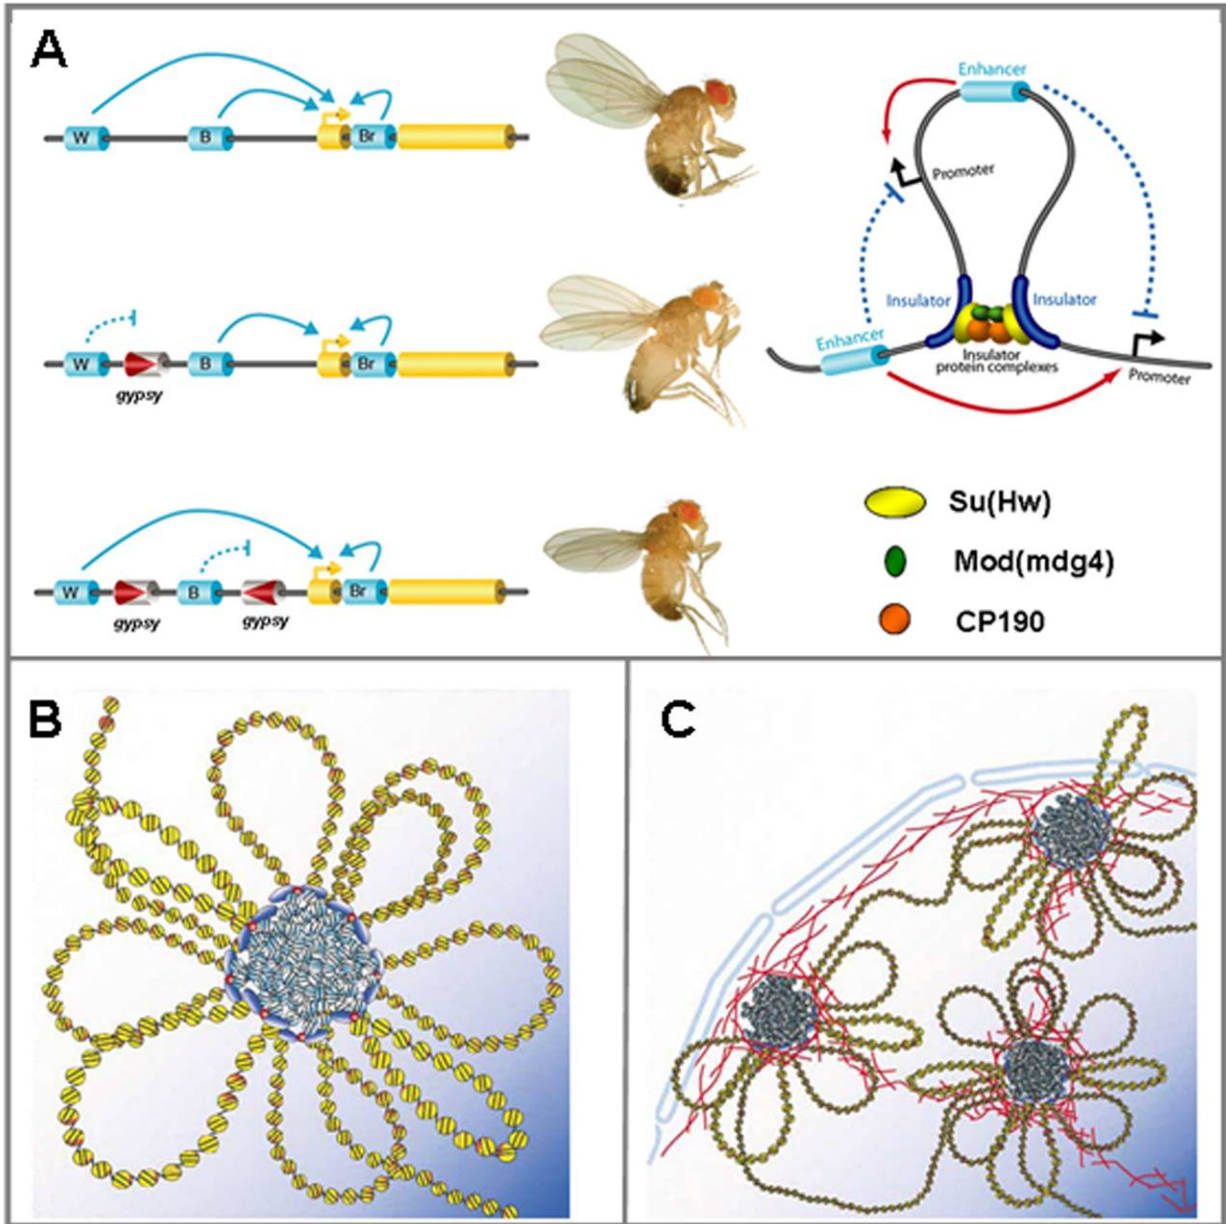 A
W B Br
W B Br
gypsy
W B Br
gypsy gypsy
Enhancer
Promoter
Insulator Insulator
Enhancer
Insulator
protein complexes
Promoter
Su(Hw)
Mod(mdg4)
CP190
B
C